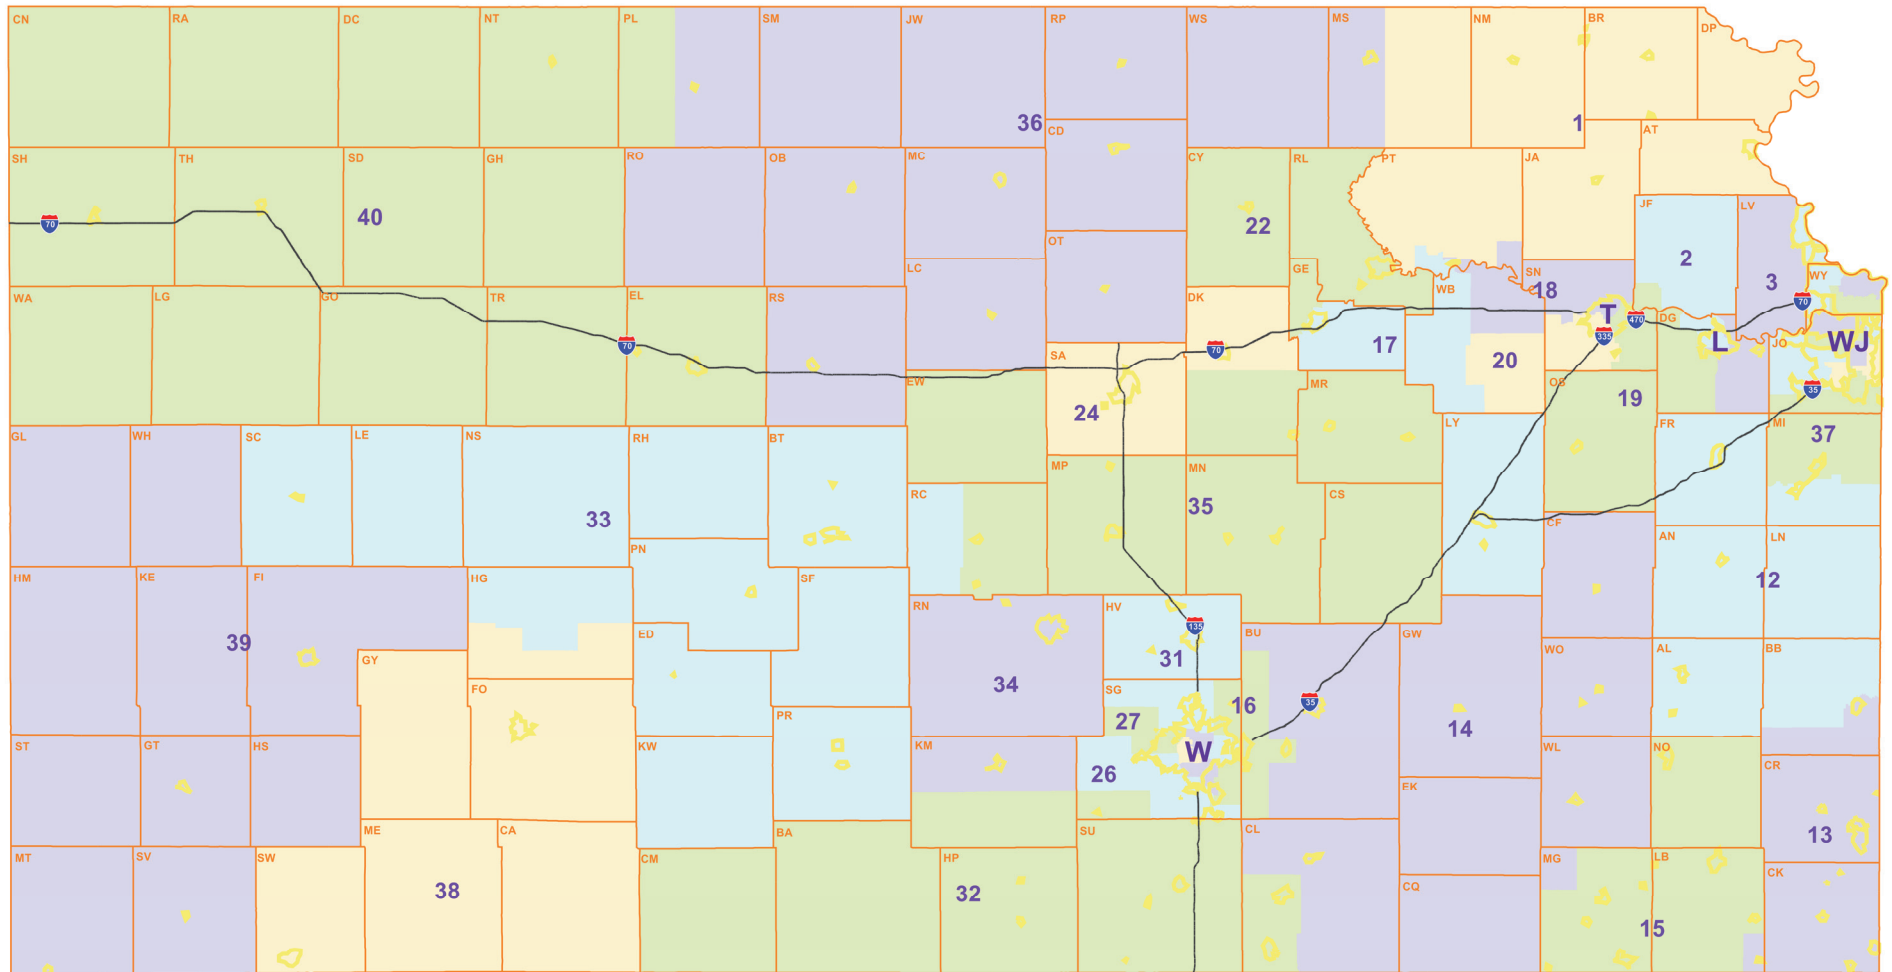 CN RA DC NT PL SM JW RP WS MS NM BR DP
36 1
CD AT
SH TH SD GH RO OB MC CY RL PT JA
JF LV
40 22
70
OT 2
LC GE SN WY
WB 18 3
WA LG GO TR EL RS DK 70
T 470 DG
70 335 L WJ
70 17 JO
SA 20
EW MR OS 35
24 19
GL WH SC LE NS RH BT LY FR MI
37
MP MN
RC 35 CS
33 CF
PN AN LN
HM KE FI HG SF 12
RN HV
39 ED 135 BU GW
GY 31 WO AL BB
FO 34 SG
PR 27 16 35 14
ST GT HS KW KM W WL NO
26 CR
EK
ME CA BA SU CL 13
MT SV SW CM HP MG LB
38 32 CQ CK
15